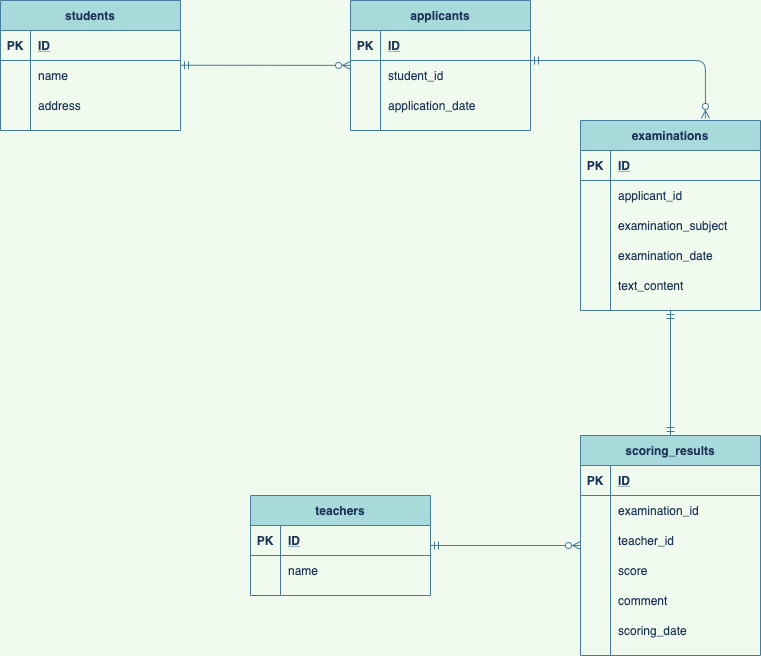 students
PK ID
name
address
applicants
PK ID
student_id
application_date
examinations
PK ID
applicant_id
examination_subject
examination_date
text_content
scoring_results
PK ID
examination_id
teacher_id
score
comment
scoring_date
teachers
PK ID
name